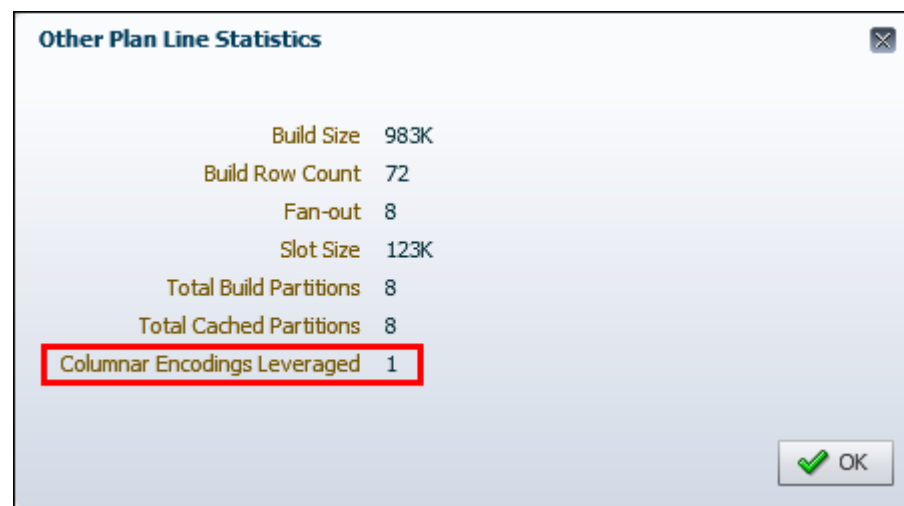 Other Plan Line Statistics
Build Size 983K
Build Row Count 72
Fan-out 8
Slot Size 123K
Total Build Partitions 8
Total Cached Partitions 8
Columnar Encodings Leveraged 1
OK